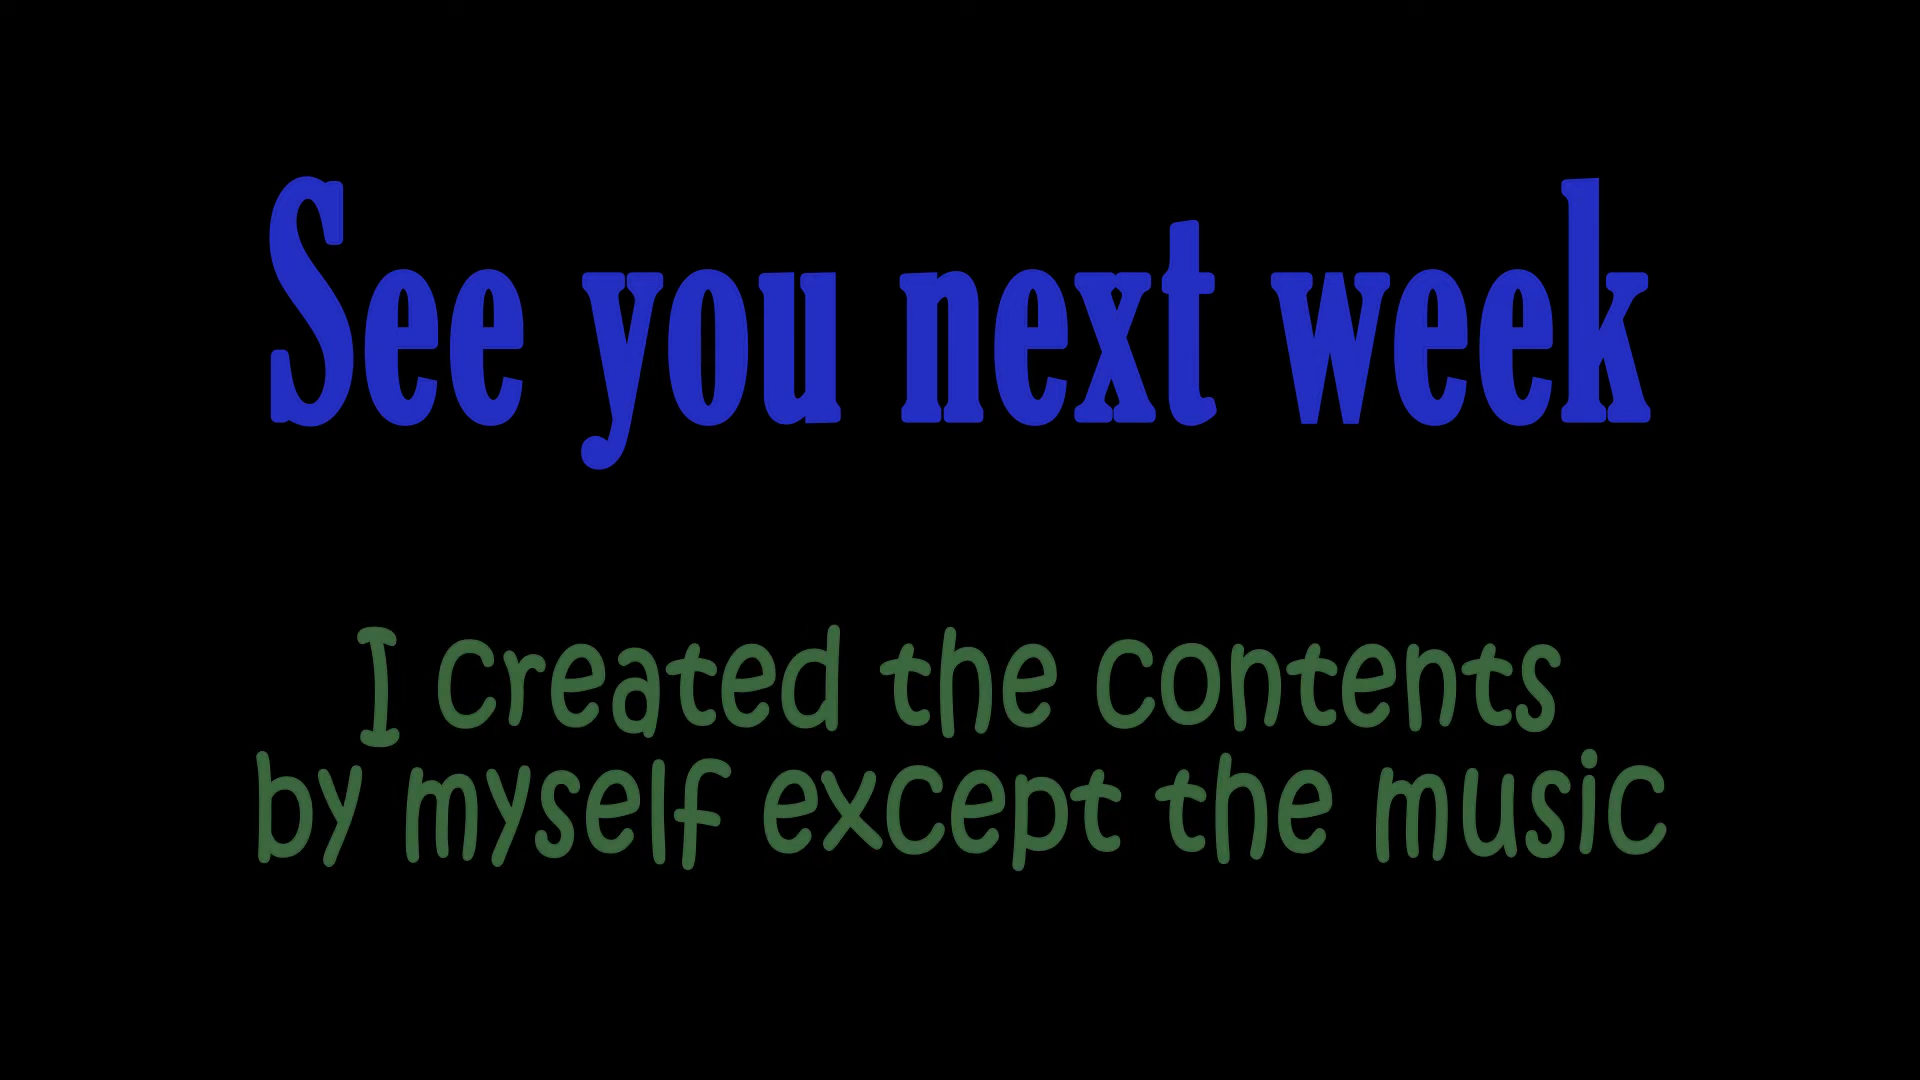 See you next week
I created the contents
by myself except the music